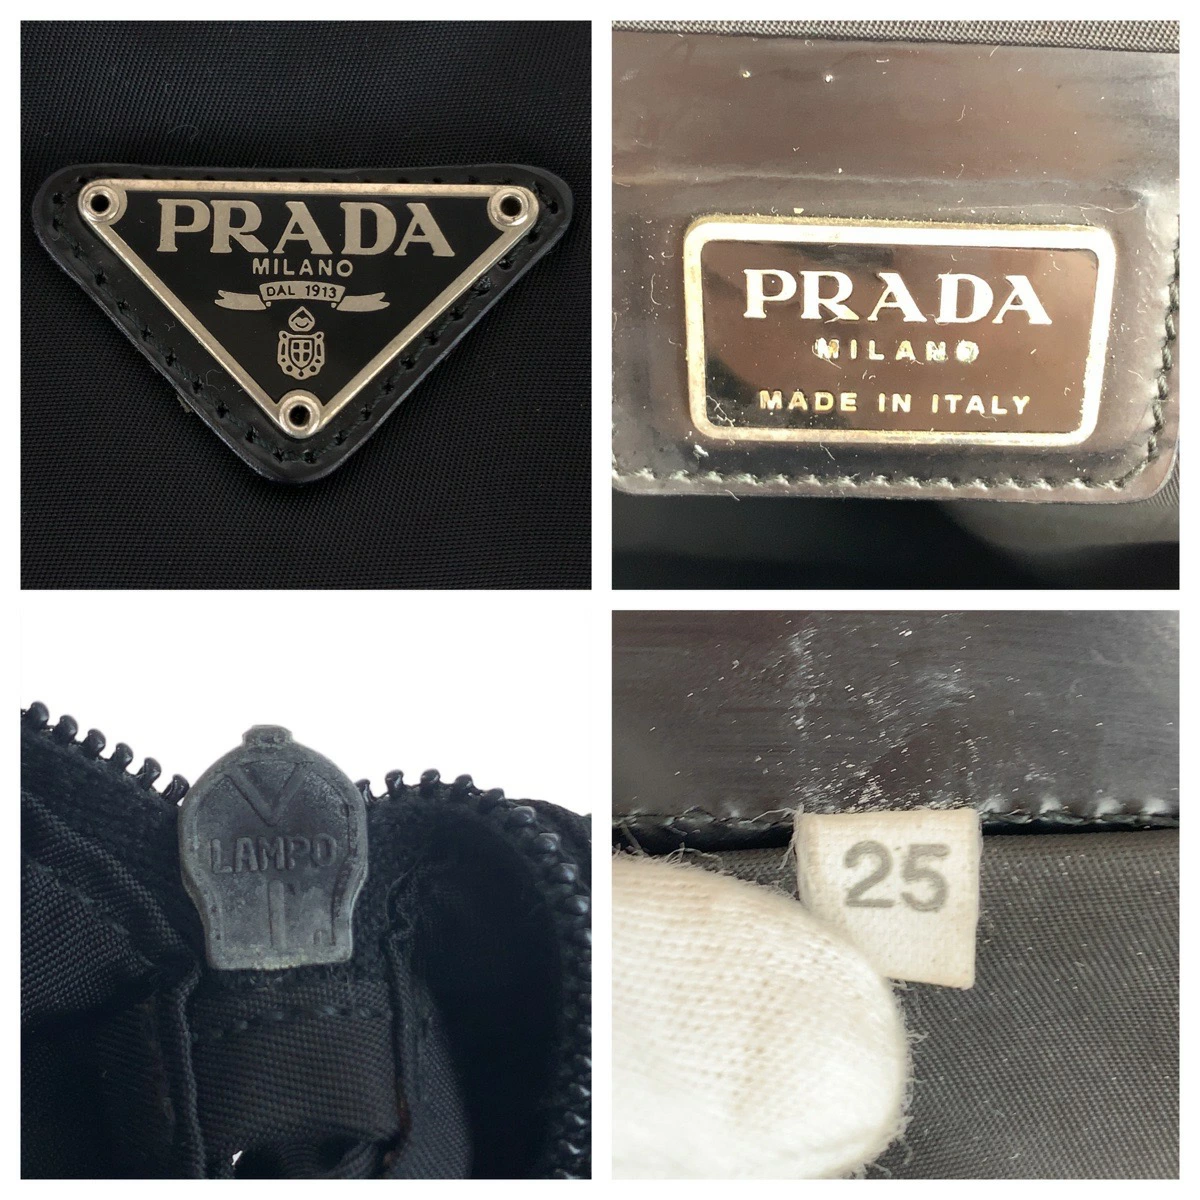 PRADA
MILANO
DAL 1913
PRADA
MILANO
MADE IN ITALY
LAMPO
25